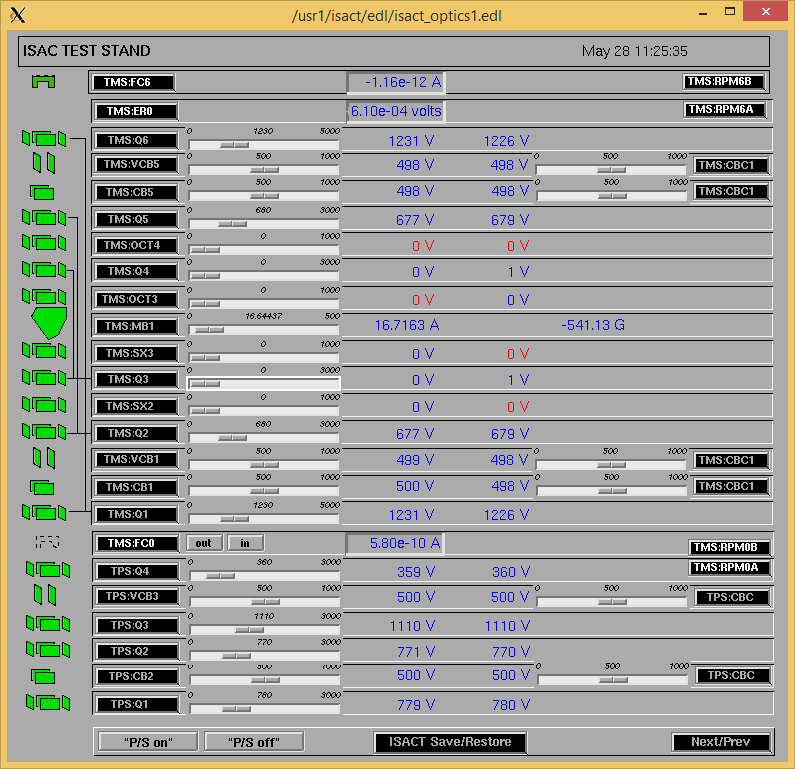 /usr1/isact/edl/isact_optics1.edl
ISAC TEST STAND May 28 11:25:35
TMS:FC6 -1.16e-12 A TMS:RPM6B
TMS:ER0 6.10e-04 volts TMS:RPM6A
TMS:Q6 0 1230 5000 1231 V 1226 V
TMS:VCB5 0 500 1000 498 V 498 V 0 500 1000 TMS:CBC1
TMS:CB5 0 500 1000 498 V 498 V 0 500 1000 TMS:CBC1
TMS:Q5 0 680 3000 677 V 679 V
TMS:OCT4 0 0 1000 0 V 0 V
TMS:Q4 0 0 3000 0 V 1 V
TMS:OCT3 0 0 1000 0 V 0 V
TMS:MB1 0 16.64437 500 16.7163 A -541.13 G
TMS:SX3 0 0 1000 0 V 0 V
TMS:Q3 0 0 3000 0 V 1 V
TMS:SX2 0 0 1000 0 V 0 V
TMS:Q2 0 680 3000 677 V 679 V
TMS:VCB1 0 500 1000 499 V 498 V 0 500 1000 TMS:CBC1
TMS:CB1 0 500 1000 500 V 498 V 0 500 1000 TMS:CBC1
TMS:Q1 0 1230 5000 1231 V 1226 V
TMS:FC0 out in 5.80e-10 A TMS:RPM0B
TPS:Q4 0 360 3000 359 V 360 V TMS:RPM0A
TPS:VCB3 0 500 1000 500 V 500 V 0 500 1000 TPS:CBC
TPS:Q3 0 1110 3000 1110 V 1110 V
TPS:Q2 0 770 3000 771 V 770 V
TPS:CB2 0 500 1000 500 V 500 V 0 500 1000 TPS:CBC
TPS:Q1 0 780 3000 779 V 780 V
"P/S on" "P/S off" ISACT Save/Restore Next/Prev